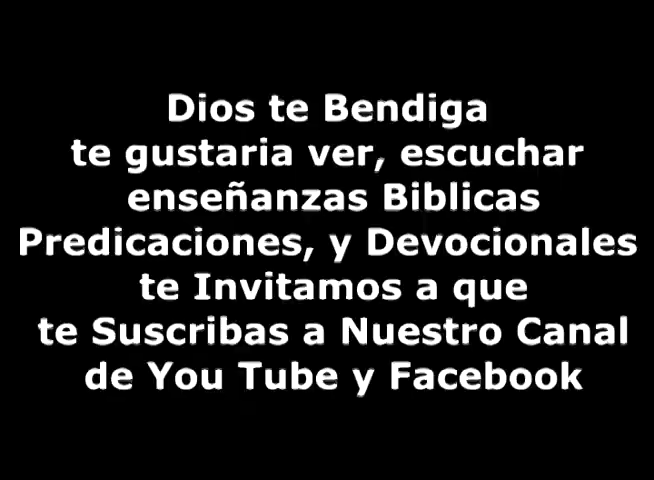 Dios te Bendiga
te gustaria ver, escuchar
enseñanzas Biblicas
Predicaciones, y Devocionales
te Invitamos a que
te Suscribas a Nuestro Canal
de You Tube y Facebook